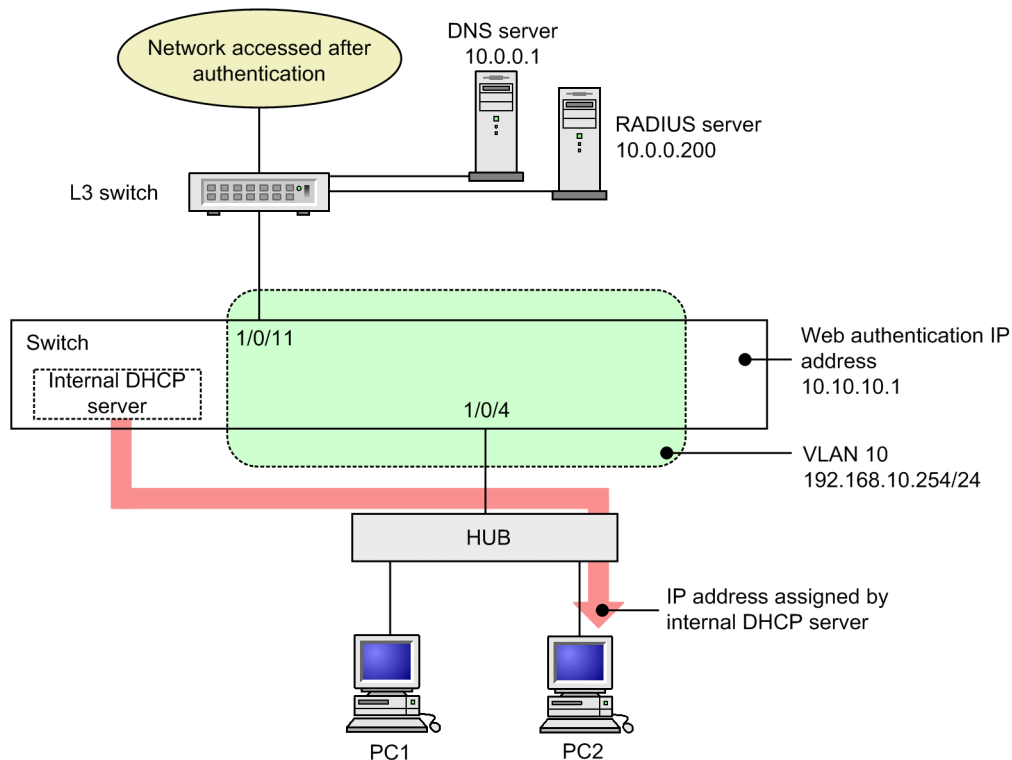 Network accessed after
authentication
DNS server
10.0.0.1
RADIUS server
10.0.0.200
L3 switch
Switch
1/0/11
Internal DHCP
server
1/0/4
Web authentication IP
address
10.10.10.1
VLAN 10
192.168.10.254/24
HUB
IP address assigned by
internal DHCP server
PC1
PC2